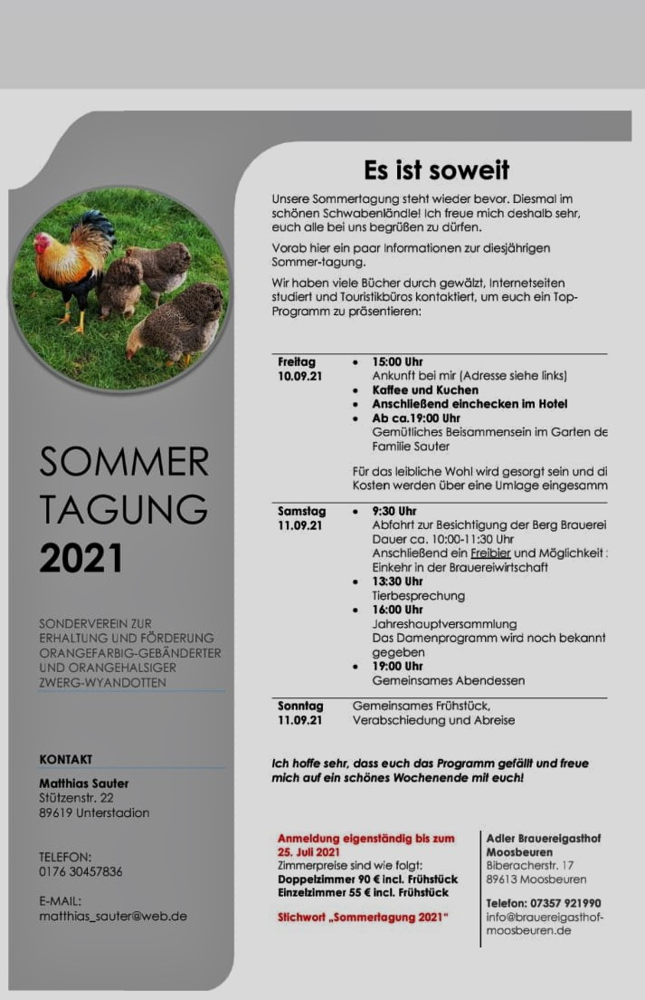 Es ist soweit
Unsere Sommertagung steht wieder bevor. Diesmal im
schönen Schwabenländle! Ich freue mich deshalb sehr,
euch alle bei uns begrüßen zu dürfen.
Vorab hier ein paar Informationen zur diesjährigen
Sommer-tagung.
Wir haben viele Bücher durch gewälzt, Internetseiten
studiert und Touristikbüros kontaktiert, um euch ein Top-
Programm zu präsentieren:
Freitag
10.09.21
• 15:00 Uhr
Ankunft bei mir (Adresse siehe links)
• Kaffee und Kuchen
• Anschließend einchecken im Hotel
• Ab ca.19:00 Uhr
Gemütliches Beisammensein im Garten de
Familie Sauter
Für das leibliche Wohl wird gesorgt sein und di
Kosten werden über eine Umlage eingesamm
Samstag
11.09.21
• 9:30 Uhr
Abfahrt zur Besichtigung der Berg Brauerei
Dauer ca. 10:00-11:30 Uhr
Anschließend ein Freibier und Möglichkeit
Einkehr in der Brauereiwirtschaft
• 13:30 Uhr
Tierbesprechung
• 16:00 Uhr
Jahreshauptversammlung
Das Damenprogramm wird noch bekannt
gegeben
• 19:00 Uhr
Gemeinsames Abendessen
Sonntag
11.09.21
Gemeinsames Frühstück,
Verabschiedung und Abreise
Ich hoffe sehr, dass euch das Programm gefällt und freue
mich auf ein schönes Wochenende mit euch!
Anmeldung eigenständig bis zum
25. Juli 2021
Zimmerpreise sind wie folgt:
Doppelzimmer 90 € incl. Frühstück
Einzelzimmer 55 € incl. Frühstück
Stichwort „Sommertagung 2021"
Adler Brauereigasthof
Moosbeuren
Biberacherstr. 17
89613 Moosbeuren
Telefon: 07357 921990
info@brauereigasthof-
moosbeuren.de
SOMMER
TAGUNG
2021
SONDERVEREIN ZUR
ERHALTUNG UND FÖRDERUNG
ORANGEFARBIG-GEBÄNDERTER
UND ORANGEHALSIGER
ZWERG-WYANDOTTEN
KONTAKT
Matthias Sauter
Stützenstr. 22
89619 Unterstadion
TELEFON:
0176 30457836
E-MAIL:
matthias_sauter@web.de